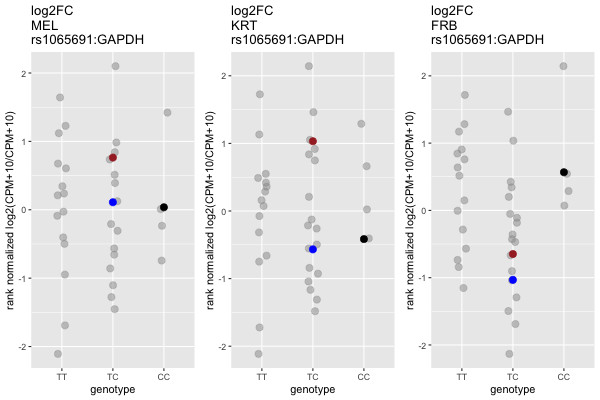 log2FC
MEL
rs1065691:GAPDH
rank normalized log2(CPM+10/CPM+10)
2
1
0
-1
-2
TT
TC
CC
genotype
log2FC
KRT
rs1065691:GAPDH
rank normalized log2(CPM+10/CPM+10)
2
1
0
-1
-2
TT
TC
CC
genotype
log2FC
FRB
rs1065691:GAPDH
rank normalized log2(CPM+10/CPM+10)
2
1
0
-1
-2
TT
TC
CC
genotype